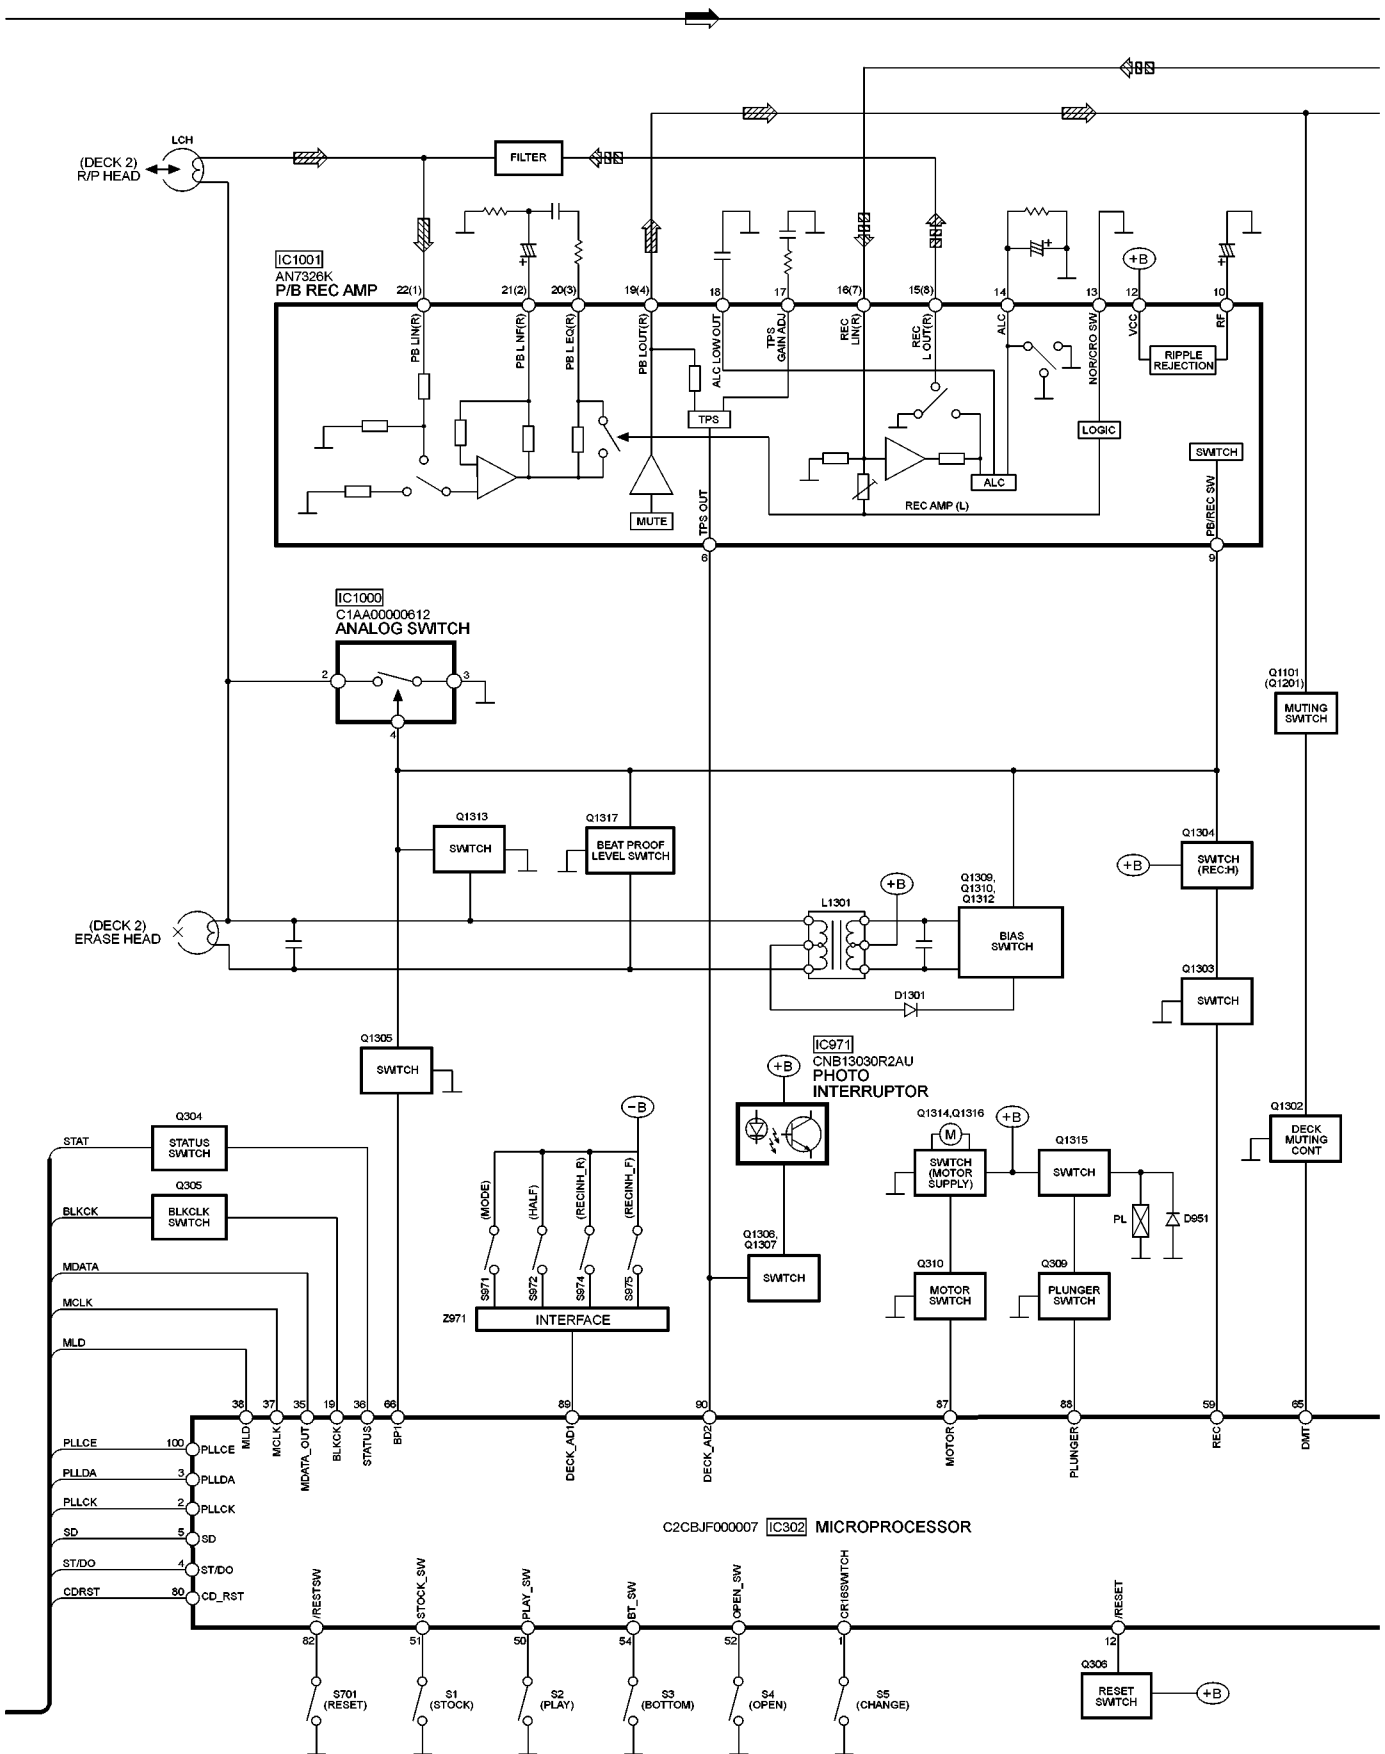 LCH
(DECK 2)
R/P HEAD
FILTER
IC1001
AN7326K
P/B REC AMP
+B
22(1)
21(2)
20(3)
19(4)
18
17
16(7)
15(8)
14
13
12
10
PB LIN(R)
PB L NF(R)
PB L EQ(R)
PB LOUT(R)
ALC LOW OUT
TPS
GAIN ADJ
REC
LIN(R)
REC
L OUT(R)
ALC
NOR/CRO SW
VCC
RF
RIPPLE
REJECTION
TPS
LOGIC
SWITCH
ALC
REC AMP (L)
MUTE
TPS OUT
PB/REC SW
6
9
IC1000
C1AA00000612
ANALOG SWITCH
2
3
4
Q1101
(Q1201)
MUTING
SWITCH
Q1313
SWITCH
Q1317
BEAT PROOF
LEVEL SWITCH
Q1304
SWITCH
(REC:H)
+B
+B
Q1309,
Q1310,
Q1312
L1301
BIAS
SWITCH
(DECK 2)
ERASE HEAD
Q1303
SWITCH
D1301
Q1305
SWITCH
IC971
CNB13030R2AU
PHOTO
INTERRUPTOR
+B
-B
Q1314,Q1316
M
+B
SWITCH
(MOTOR
SUPPLY)
Q1315
SWITCH
Q1302
DECK
MUTING
CONT
STAT
Q304
STATUS
SWITCH
Q305
BLKCK
BLKCLK
SWITCH
(MODE)
(HALF)
(RECINH_R)
(RECINH_F)
PL
D951
Q1306,
Q1307
SWITCH
MDATA
S971
S972
S974
S975
Q310
MOTOR
SWITCH
Q309
PLUNGER
SWITCH
MCLK
Z971
INTERFACE
MLD
38
37
35
19
36
66
89
90
87
88
59
65
MLD
MCLK
MDATA_OUT
BLKCK
STATUS
BP1
DECK_AD1
DECK_AD2
MOTOR
PLUNGER
REC
DMT
PLLCE 100 PLLCE
PLLDA 3 PLLDA
PLLCK 2 PLLCK
SD 5 SD
ST/DO 4 ST/DO
CDRST 80 CD_RST
C2CBJF000007 IC302 MICROPROCESSOR
/RESTSW
STOCK_SW
PLAY_SW
BT_SW
OPEN_SW
CR16SWITCH
/RESET
82
51
50
54
52
1
12
S701
(RESET)
S1
(STOCK)
S2
(PLAY)
S3
(BOTTOM)
S4
(OPEN)
S5
(CHANGE)
Q306
RESET
SWITCH
+B